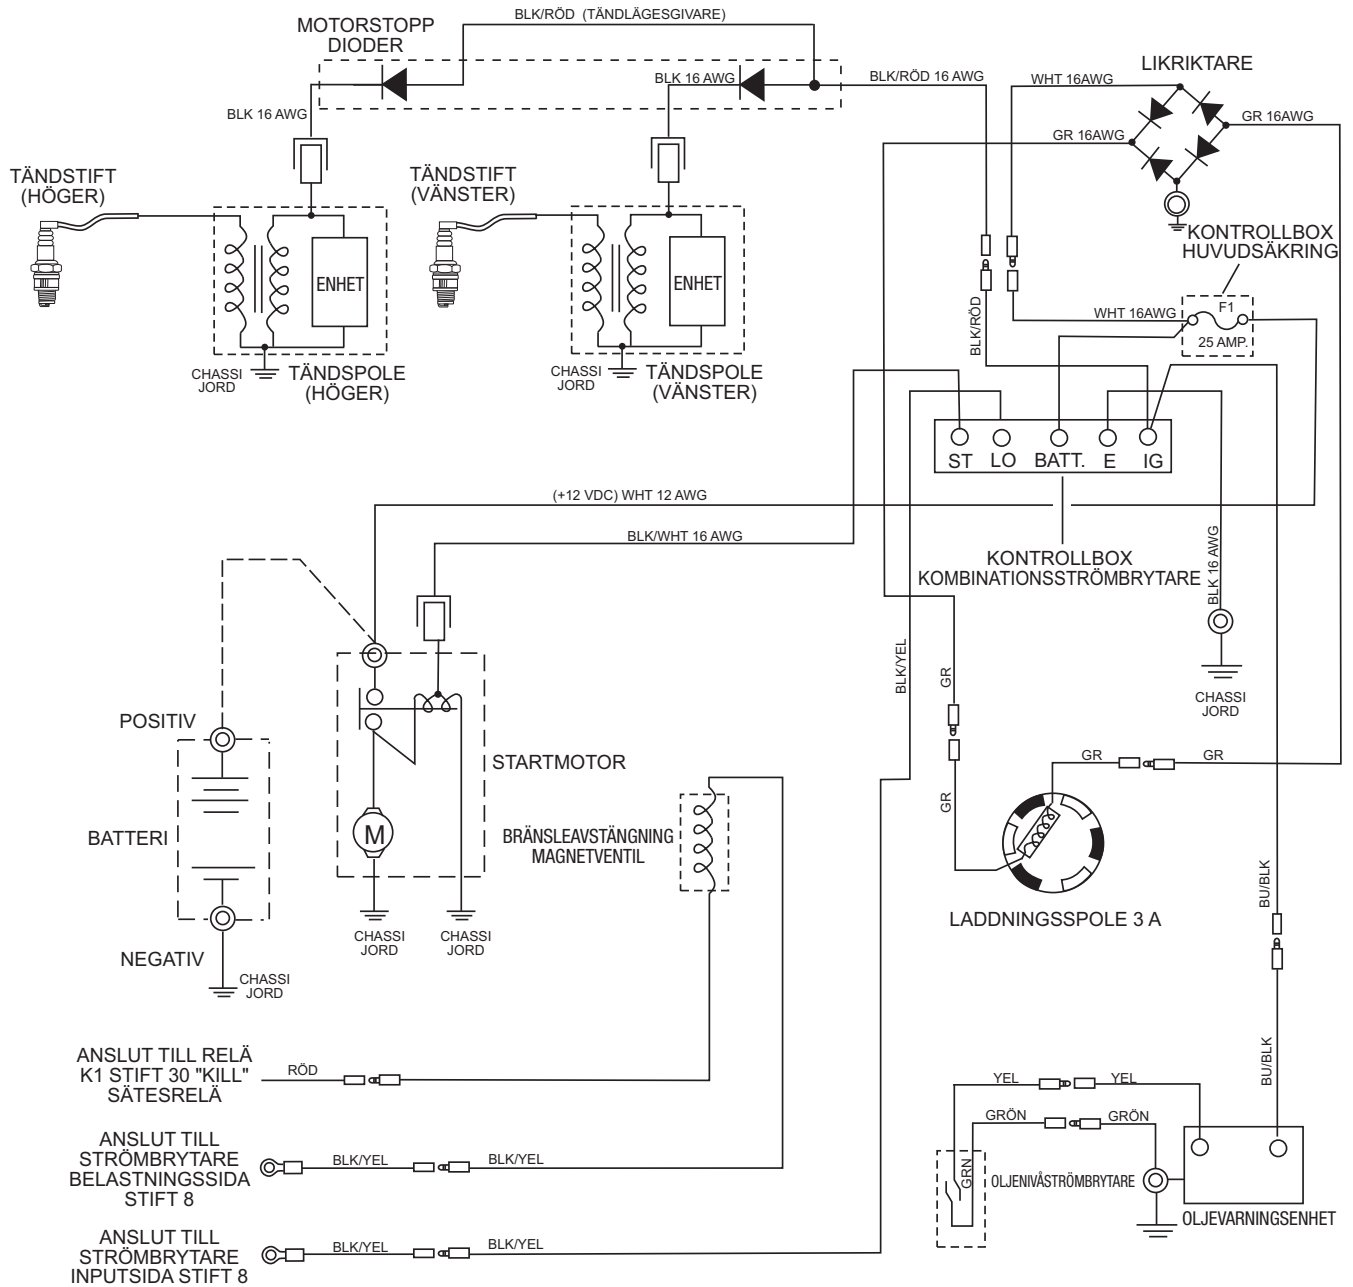 BLK/RÖD (TÄNDLÄGESGIVARE)
MOTORSTOPP
DIODER
BLK 16 AWG
BLK 16 AWG
BLK/RÖD 16 AWG
WHT 16AWG
LIKRIKTARE
GR 16AWG
GR 16AWG
TÄNDSTIFT
(HÖGER)
TÄNDSTIFT
(VÄNSTER)
ENHET
ENHET
KONTROLLBOX
HUVUDSÄKRING
WHT 16AWG
F1
25 AMP.
BLK/RÖD
CHASSI
JORD
TÄNDSPOLE
(HÖGER)
CHASSI
JORD
TÄNDSPOLE
(VÄNSTER)
ST LO BATT. E IG
(+12 VDC) WHT 12 AWG
BLK/WHT 16 AWG
KONTROLLBOX
KOMBINATIONSSTRÖMBRYTARE
BLK 16 AWG
CHASSI
JORD
BLK/YEL
GR
GR
GR
GR
POSITIV
BATTERI
NEGATIV
CHASSI
JORD
STARTMOTOR
M
CHASSI
JORD
CHASSI
JORD
BRÄNSLEAVSTÄNGNING
MAGNETVENTIL
LADDNINGSSPOLE 3 A
BU/BLK
BU/BLK
ANSLUT TILL RELÄ
K1 STIFT 30 "KILL"
SÄTESRELÄ
RÖD
ANSLUT TILL
STRÖMBRYTARE
BELASTNINGSSIDA
STIFT 8
BLK/YEL
BLK/YEL
ANSLUT TILL
STRÖMBRYTARE
INPUTSIDA STIFT 8
BLK/YEL
BLK/YEL
YEL
YEL
GRÖN
GRÖN
GRN
OLJENIVÅSTRÖMBRYTARE
OLJEVARNINGSENHET